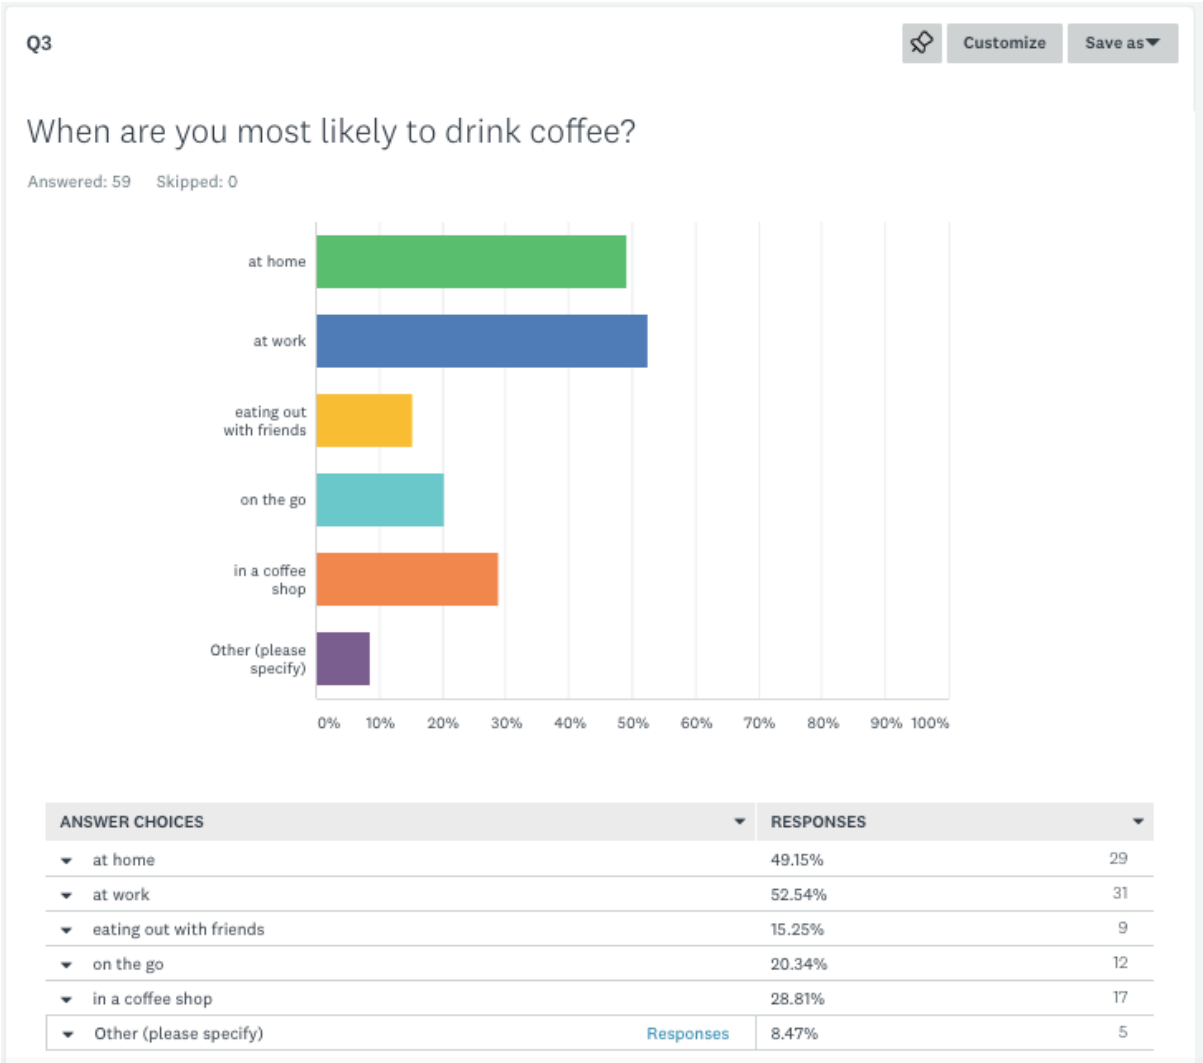 Q3
Customize
Save as
When are you most likely to drink coffee?
Answered: 59 Skipped: 0
at home
at work
eating out
with friends
on the go
in a coffee
shop
Other (please
specify)
0% 10% 20% 30% 40% 50% 60% 70% 80% 90% 100%
ANSWER CHOICES RESPONSES
at home 49.15% 29
at work 52.54% 31
eating out with friends 15.25% 9
on the go 20.34% 12
in a coffee shop 28.81% 17
Other (please specify) Responses 8.47% 5